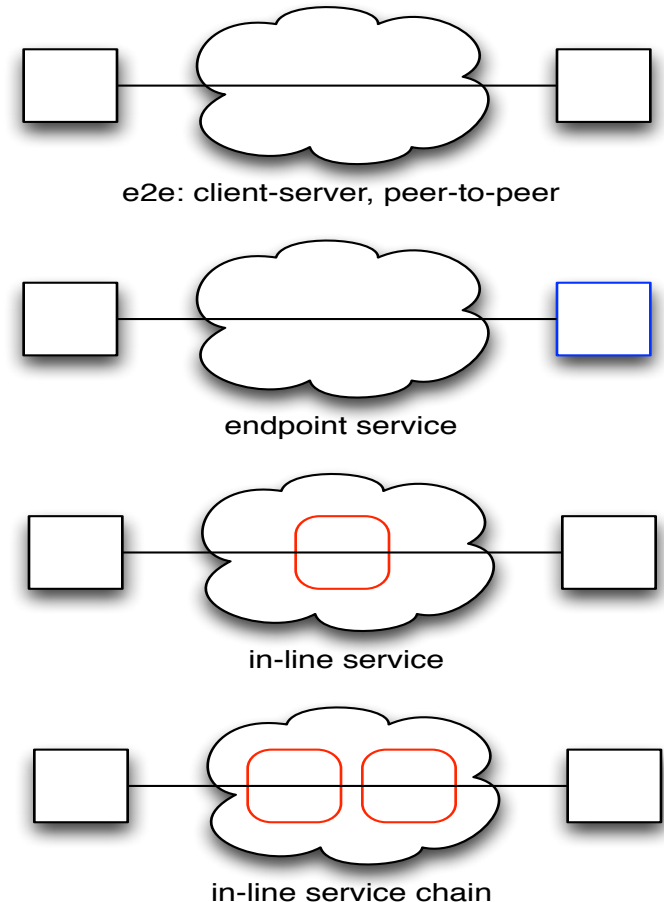 e2e: client-server, peer-to-peer
endpoint service
in-line service
in-line service chain